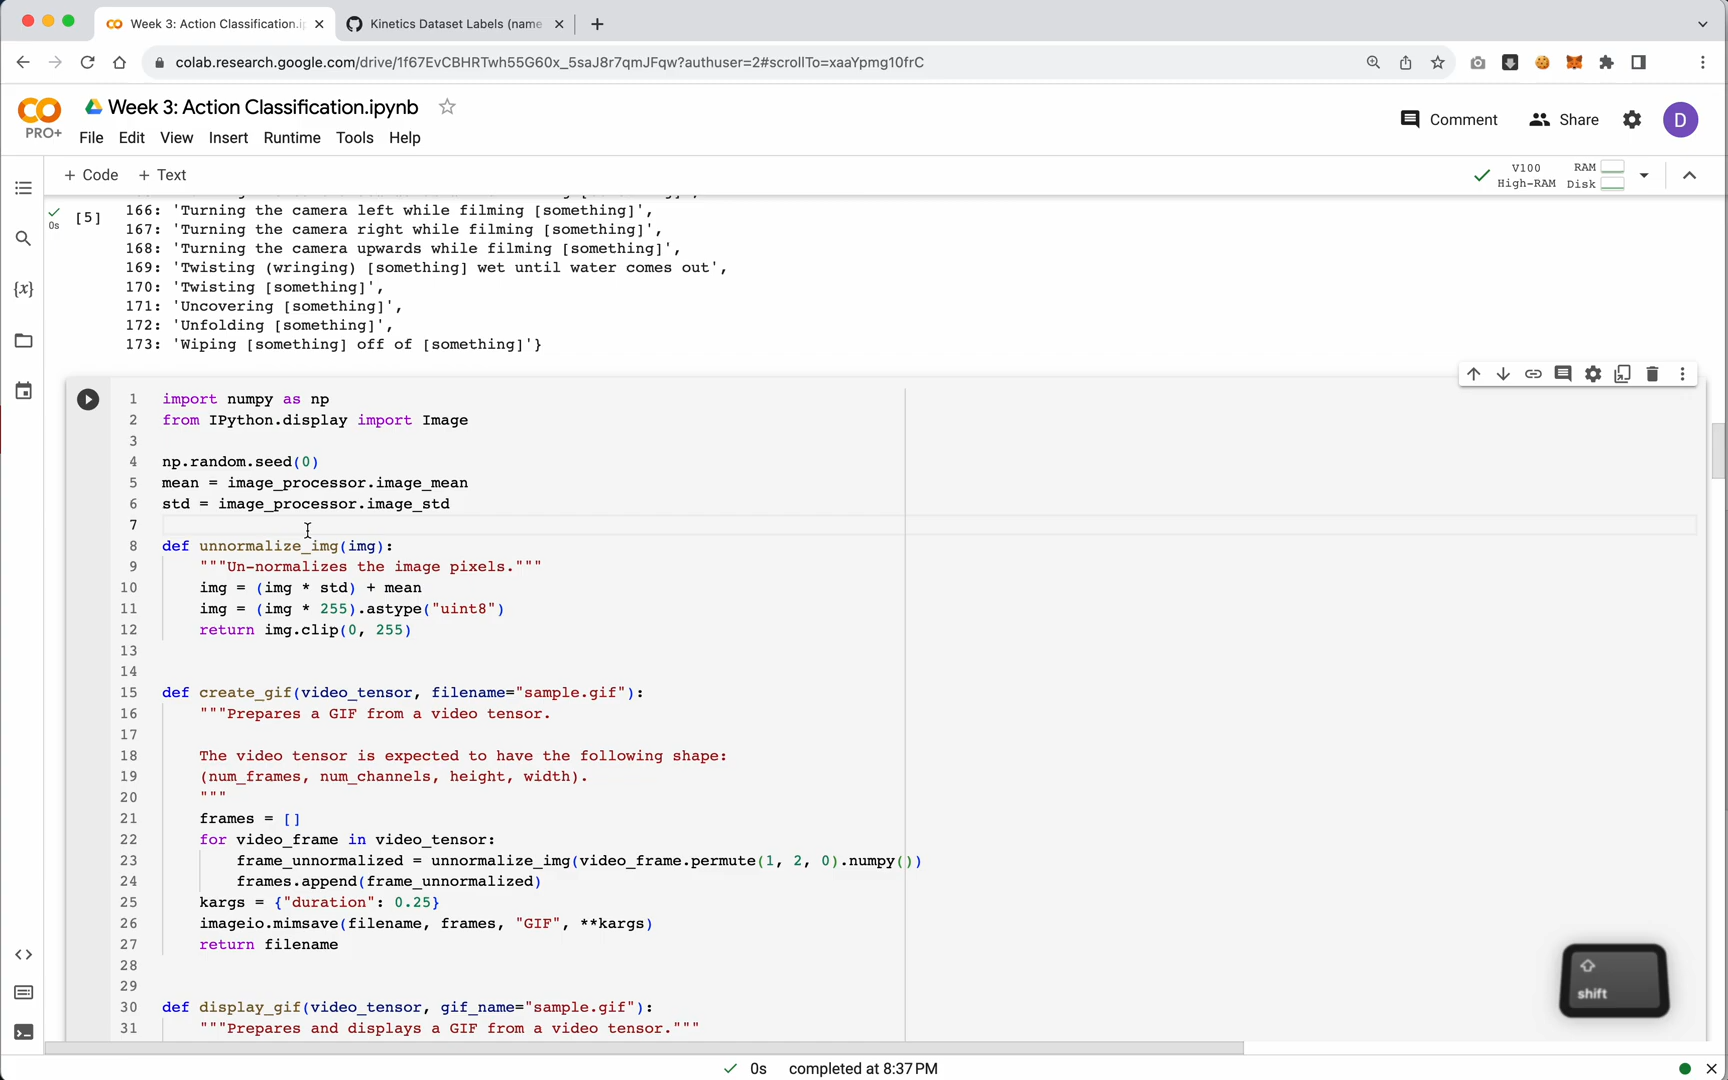 Week 3: Action Classification.ip
Kinetics Dataset Labels (name
colab.research.google.com/drive/1f67EvCBHRTwh55G60x_5saJ8r7qmJFqw?authuser=2#scrollTo=xaaYpmg10frC
PRO+
Week 3: Action Classification.ipynb
File Edit View Insert Runtime Tools Help
Comment Share D
+ Code + Text
V100 High-RAM
RAM Disk
0s [5]
166: 'Turning the camera left while filming [something]',
167: 'Turning the camera right while filming [something]',
168: 'Turning the camera upwards while filming [something]',
169: 'Twisting (wringing) [something] wet until water comes out',
170: 'Twisting [something]',
171: 'Uncovering [something]',
172: 'Unfolding [something]',
173: 'Wiping [something] off of [something]'}
1 import numpy as np
2 from IPython.display import Image
3
4 np.random.seed(0)
5 mean = image_processor.image_mean
6 std = image_processor.image_std
7
8 def unnormalize_img(img):
9 """Un-normalizes the image pixels."""
10 img = (img * std) + mean
11 img = (img * 255).astype("uint8")
12 return img.clip(0, 255)
13
14
15 def create_gif(video_tensor, filename="sample.gif"):
16 """Prepares a GIF from a video tensor.
17
18 The video tensor is expected to have the following shape:
19 (num_frames, num_channels, height, width).
20 """
21 frames = []
22 for video_frame in video_tensor:
23 frame_unnormalized = unnormalize_img(video_frame.permute(1, 2, 0).numpy())
24 frames.append(frame_unnormalized)
25 kargs = {"duration": 0.25}
26 imageio.mimsave(filename, frames, "GIF", **kargs)
27 return filename
28
29
30 def display_gif(video_tensor, gif_name="sample.gif"):
31 """Prepares and displays a GIF from a video tensor."""
shift
0s completed at 8:37 PM